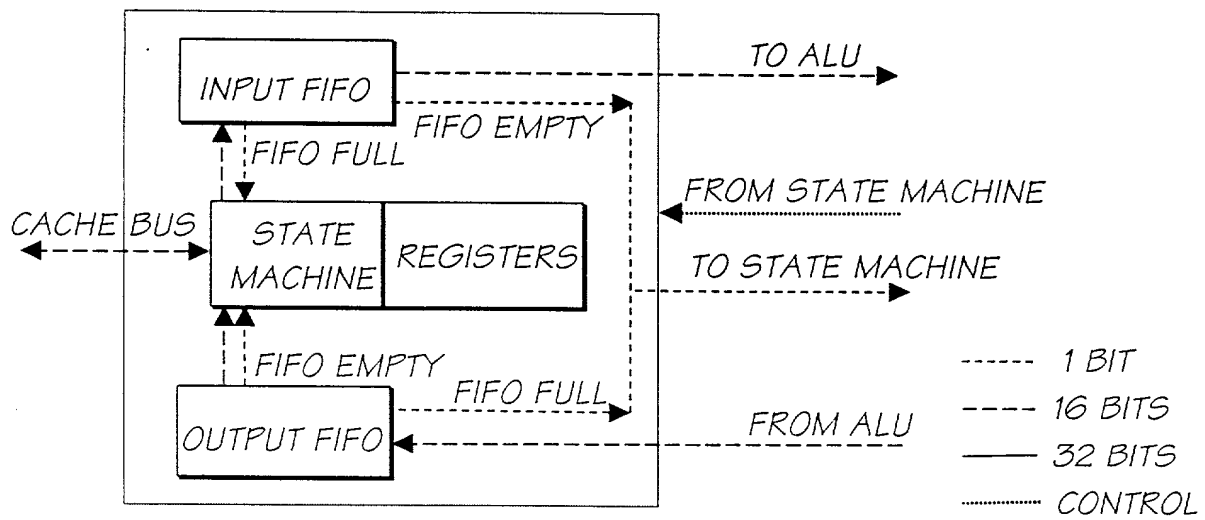 TO ALU
INPUT FIFO
FIFO EMPTY
FIFO FULL
FROM STATE MACHINE
CACHE BUS
STATE
MACHINE
REGISTERS
TO STATE MACHINE
FIFO EMPTY
FIFO FULL
OUTPUT FIFO
FROM ALU
1 BIT
16 BITS
32 BITS
CONTROL